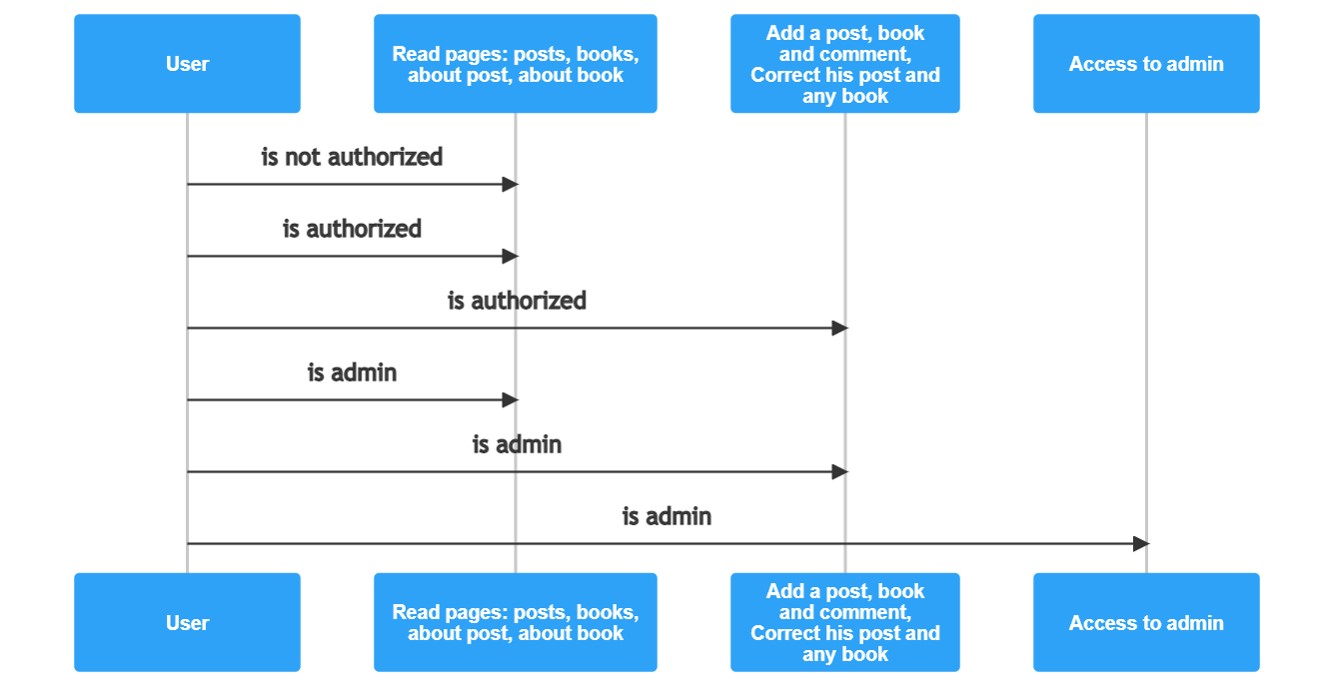 User
Read pages: posts, books,
about post, about book
Add a post, book
and comment,
Correct his post and
any book
Access to admin
is not authorized
is authorized
is authorized
is admin
is admin
is admin
User
Read pages: posts, books,
about post, about book
Add a post, book
and comment,
Correct his post and
any book
Access to admin